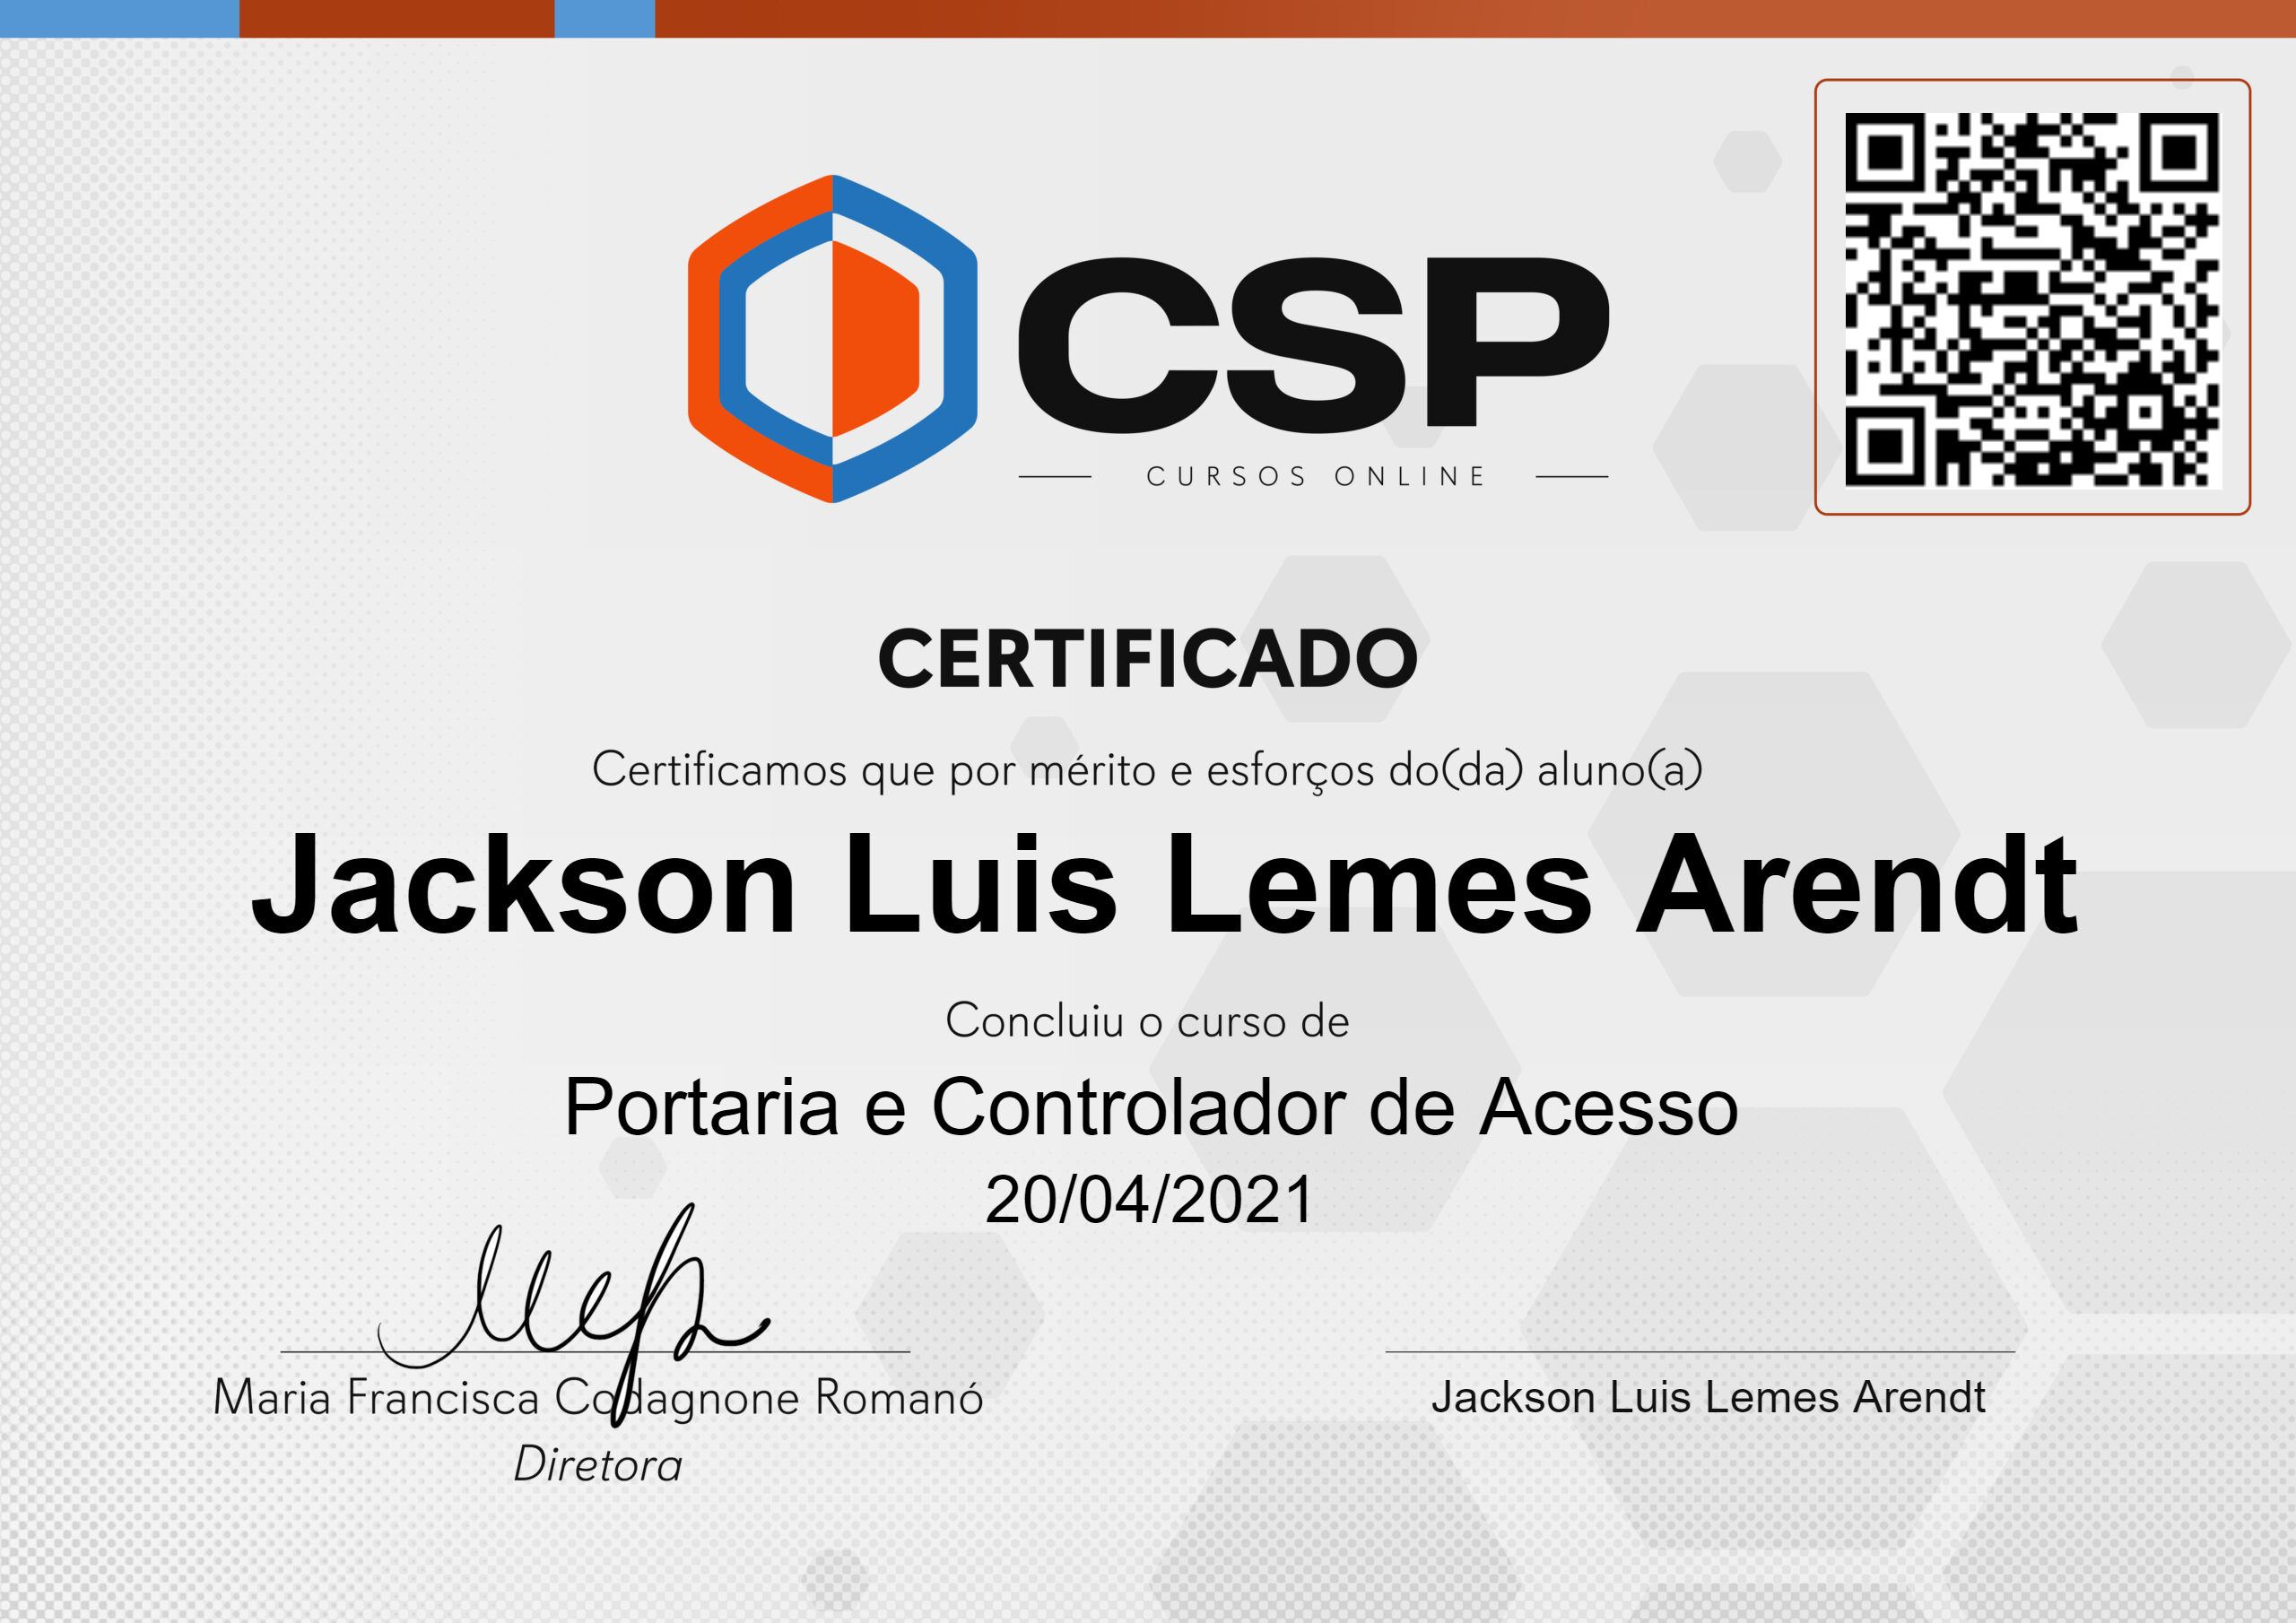 CSP
CURSOS ONLINE
CERTIFICADO
Certificamos que por mérito e esforços do(da) aluno(a)
Jackson Luis Lemes Arendt
Concluiu o curso de
Portaria e Controlador de Acesso
20/04/2021
Maria Francisca Codagnone Romanó
Diretora
Jackson Luis Lemes Arendt